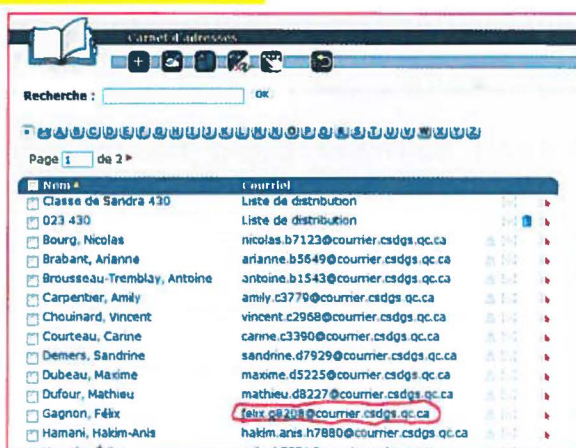 Carnet d'adresses
Recherche : OK
A B C D E F G H I J K L M N O P Q R S T U V W X Y Z
Page 1 de 2
Nom Courriel
Classe de Sandra 430 Liste de distribution
023 430 Liste de distribution
Bourg, Nicolas nicolas.b7123@courrier.csdgs.qc.ca
Brabant, Arianne arianne.b5649@courrier.csdgs.qc.ca
Brousseau-Tremblay, Antoine antoine.b1543@courrier.csdgs.qc.ca
Carpentier, Amily amily.c3779@courrier.csdgs.qc.ca
Chouinard, Vincent vincent.c2968@courrier.csdgs.qc.ca
Courteau, Carine carine.c3390@courrier.csdgs.qc.ca
Demers, Sandrine sandrine.d7929@courrier.csdgs.qc.ca
Dubeau, Maxime maxime.d5225@courrier.csdgs.qc.ca
Dufour, Mathieu mathieu.d8227@courrier.csdgs.qc.ca
Gagnon, Félix felix.g8208@courrier.csdgs.qc.ca
Hamani, Hakim-Anis hakim.anis.h7880@courrier.csdgs.qc.ca